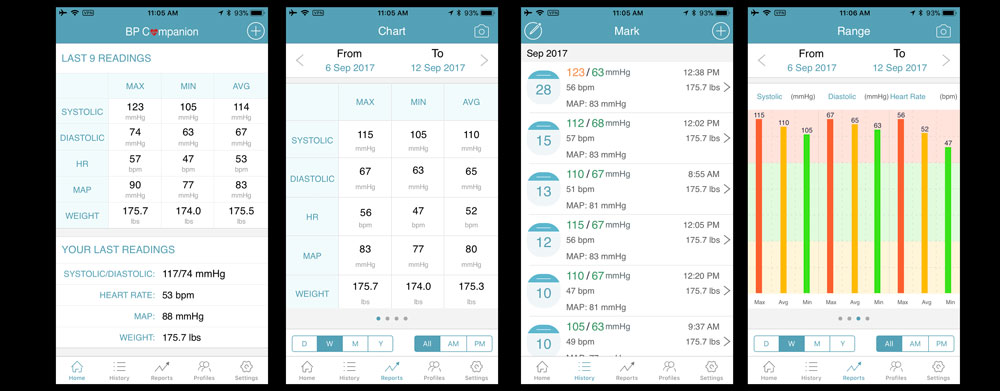 VPN 11:05 AM 93%
BP Companion
LAST 9 READINGS
MAX MIN AVG
SYSTOLIC 123 105 114
mmHg mmHg mmHg
DIASTOLIC 74 63 67
mmHg mmHg mmHg
HR 57 47 53
bpm bpm bpm
MAP 90 77 83
mmHg mmHg mmHg
WEIGHT 175.7 174.0 175.5
lbs lbs lbs
YOUR LAST READINGS
SYSTOLIC/DIASTOLIC: 117/74 mmHg
HEART RATE: 53 bpm
MAP: 88 mmHg
WEIGHT: 175.7 lbs
Home History Reports Profiles Settings
VPN 11:05 AM 93%
Chart
From To
6 Sep 2017 12 Sep 2017
MAX MIN AVG
SYSTOLIC 115 105 110
mmHg mmHg mmHg
DIASTOLIC 67 63 65
mmHg mmHg mmHg
HR 56 47 52
bpm bpm bpm
MAP 83 77 80
mmHg mmHg mmHg
WEIGHT 175.7 174.0 175.3
lbs lbs lbs
D W M Y All AM PM
Home History Reports Profiles Settings
VPN 11:05 AM 93%
Mark
Sep 2017
28 123/63 mmHg 12:38 PM
56 bpm 175.7 lbs
MAP: 83 mmHg
15 112/68 mmHg 12:02 PM
57 bpm 175.7 lbs
MAP: 83 mmHg
13 110/67 mmHg 8:55 AM
51 bpm 175.7 lbs
MAP: 81 mmHg
12 115/67 mmHg 12:05 PM
56 bpm 175.7 lbs
MAP: 83 mmHg
10 110/67 mmHg 12:20 PM
47 bpm 175.7 lbs
MAP: 81 mmHg
10 105/63 mmHg 9:37 AM
49 bpm 175.7 lbs
Home History Reports Profiles Settings
VPN 11:06 AM 93%
Range
From To
6 Sep 2017 12 Sep 2017
Systolic (mmHg) Diastolic (mmHg) Heart Rate (bpm)
115 110 105 67 65 63 56 52 47
Max Avg Min Max Avg Min Max Avg Min
D W M Y All AM PM
Home History Reports Profiles Settings